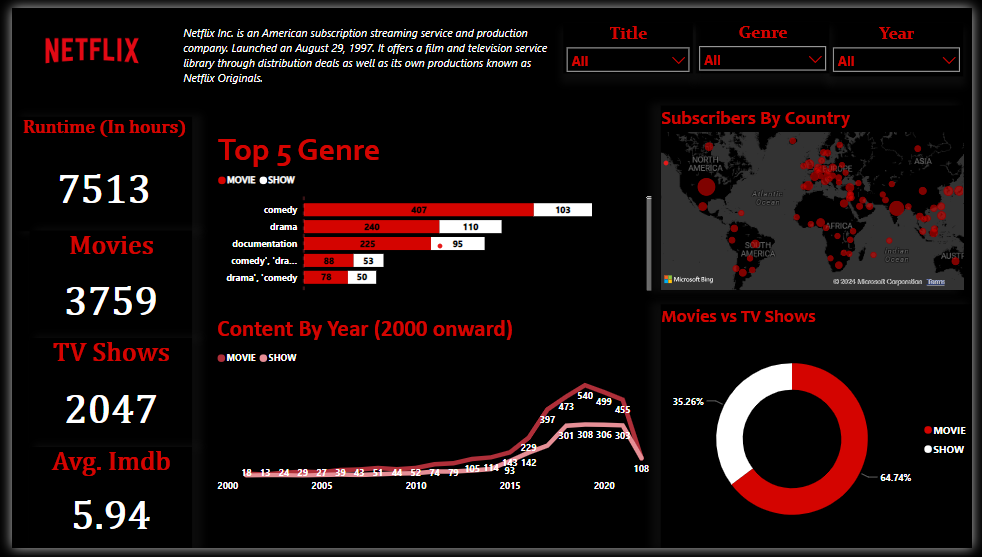 NETFLIX
Netflix Inc. is an American subscription streaming service and production
company. Launched an August 29, 1997. It offers a film and television service
library through distribution deals as well as its own productions known as
Netflix Originals.
Title
All
Genre
All
Year
All
Runtime (In hours)
7513
Movies
3759
TV Shows
2047
Avg. Imdb
5.94
Top 5 Genre
MOVIE SHOW
comedy 407 103
drama 240 110
documentation 225 95
comedy', 'dra... 88 53
drama', 'comedy 78 50
Content By Year (2000 onward)
MOVIE SHOW
18 13 24 29 27 39 43 51 44 52 74 79 105 114 143 229 397 473 540 499 455
93 142 301 308 306 303 108
2000 2005 2010 2015 2020
Subscribers By Country
NORTH
AMERICA
EUROPE
ASIA
Atlantic
Ocean
AFRICA
SOUTH
AMERICA
Indian
Ocean
AUST
Microsoft Bing
© 2024 Microsoft Corporation Terms
Movies vs TV Shows
35.26%
64.74%
MOVIE
SHOW